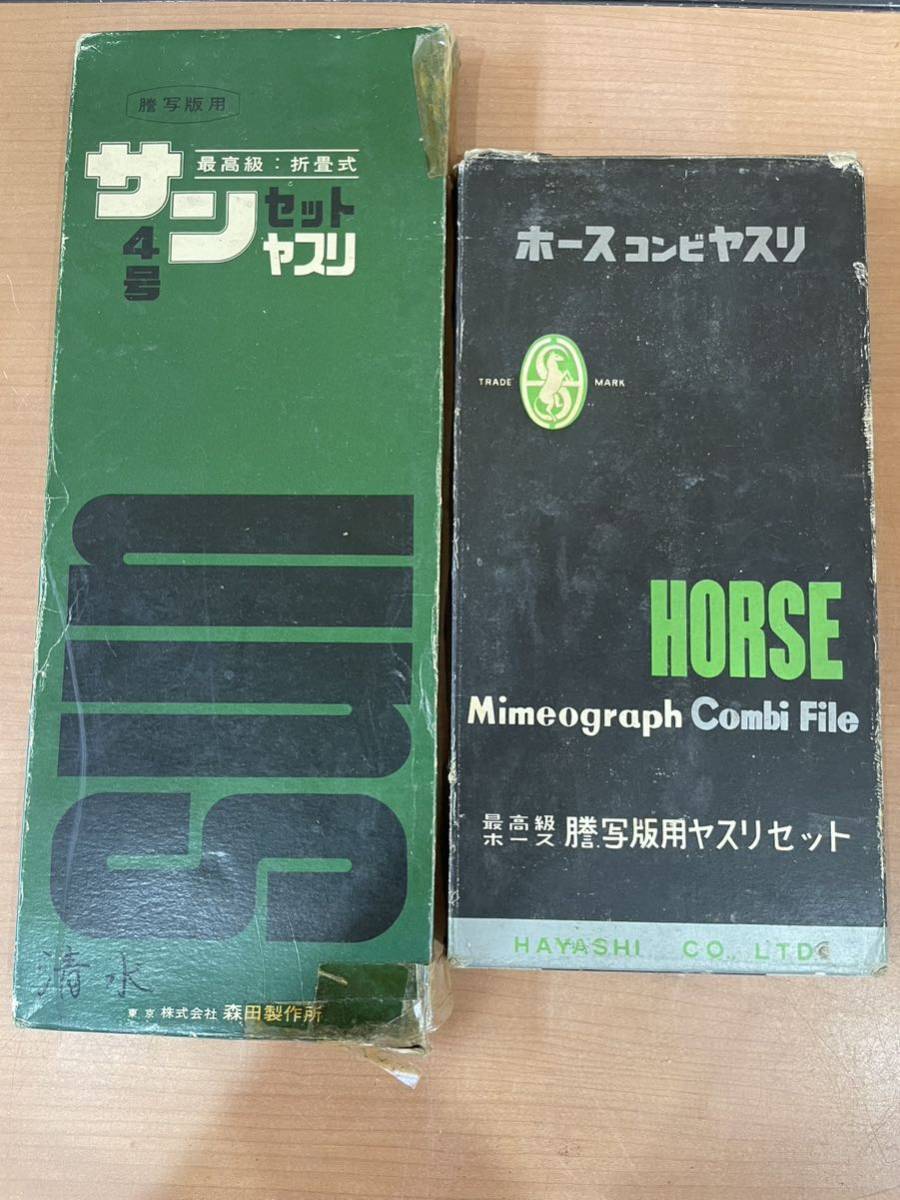 謄写版用
最高級:折畳式
サンセットヤスリ
4号
sun
清水
東京 株式会社 森田製作所
ホースコンビヤスリ
TRADE MARK
HORSE
Mimeograph Combi File
最高級
ホース 謄写版用ヤスリセット
HAYASHI CO., LTD